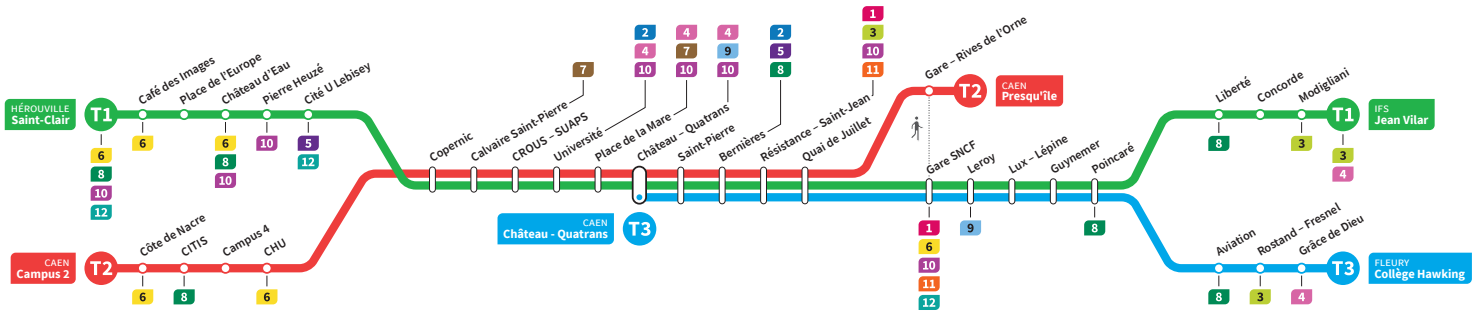 HÉROUVILLE
Saint-Clair
T1
6
8
10
12
Café des Images
6
Place de l'Europe
Château d'Eau
6
8
10
Pierre Heuzé
10
Cité U Lebisey
5
12
CAEN
Campus 2
T2
Côte de Nacre
6
CITIS
8
Campus 4
CHU
6
Copernic
Calvaire Saint-Pierre
7
CROUS – SUAPS
Université
2
4
10
Place de la Mare
4
7
10
Château – Quatrans
4
9
10
CAEN
Château - Quatrans
T3
Saint-Pierre
Bernières
2
5
8
Résistance – Saint-Jean
1
3
10
11
Quai de Juillet
Gare – Rives de l'Orne
T2
CAEN
Presqu'île
Gare SNCF
1
6
10
11
12
Leroy
9
Lux – Lépine
Guynemer
Poincaré
8
Liberté
8
Concorde
Modigliani
3
T1
3
4
IFS
Jean Vilar
Aviation
8
Rostand – Fresnel
3
Grâce de Dieu
4
T3
FLEURY
Collège Hawking